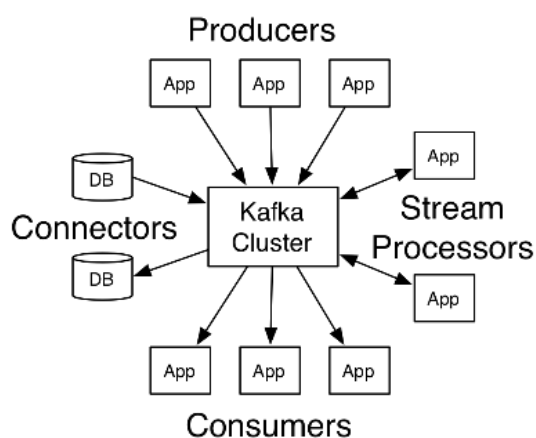 Producers
App
App
App
App
DB
Kafka
Cluster
Stream
Processors
Connectors
DB
App
App
App
App
Consumers